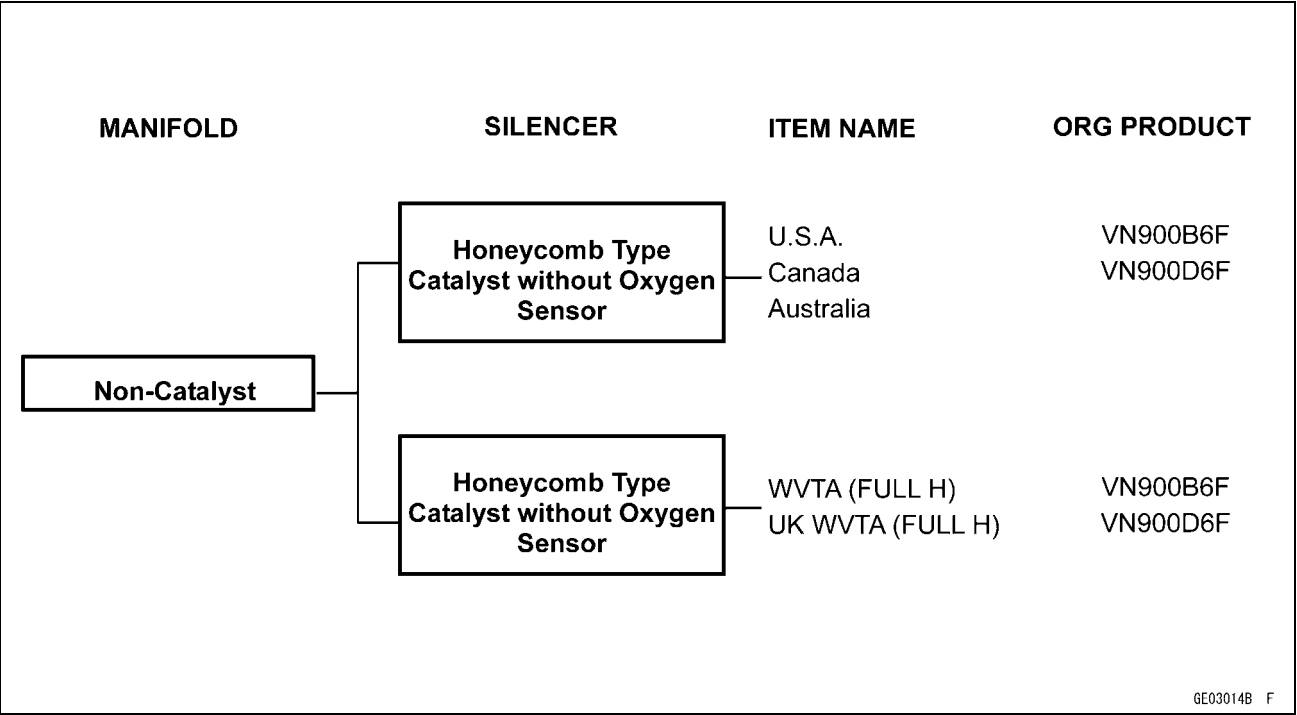 MANIFOLD SILENCER ITEM NAME ORG PRODUCT
Honeycomb Type
Catalyst without Oxygen
Sensor
U.S.A. VN900B6F
Canada VN900D6F
Australia
Non-Catalyst
Honeycomb Type
Catalyst without Oxygen
Sensor
WVTA (FULL H) VN900B6F
UK WVTA (FULL H) VN900D6F
GE03014B F